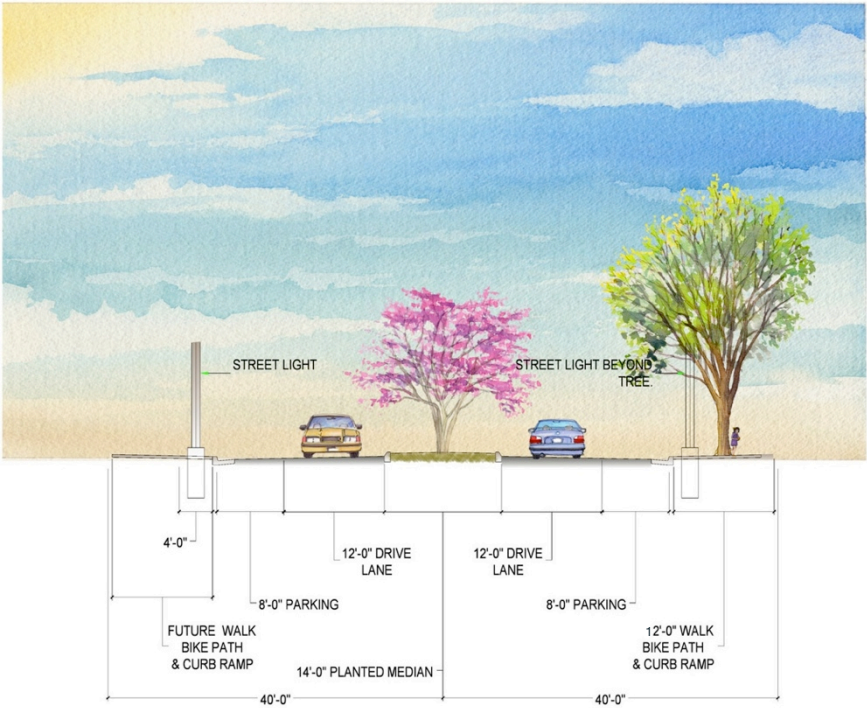 STREET LIGHT
STREET LIGHT BEYOND
TREE.
4'-0"
12'-0" DRIVE
LANE
12'-0" DRIVE
LANE
8'-0" PARKING
8'-0" PARKING
FUTURE WALK
BIKE PATH
& CURB RAMP
12'-0" WALK
BIKE PATH
& CURB RAMP
14'-0" PLANTED MEDIAN
40'-0"
40'-0"